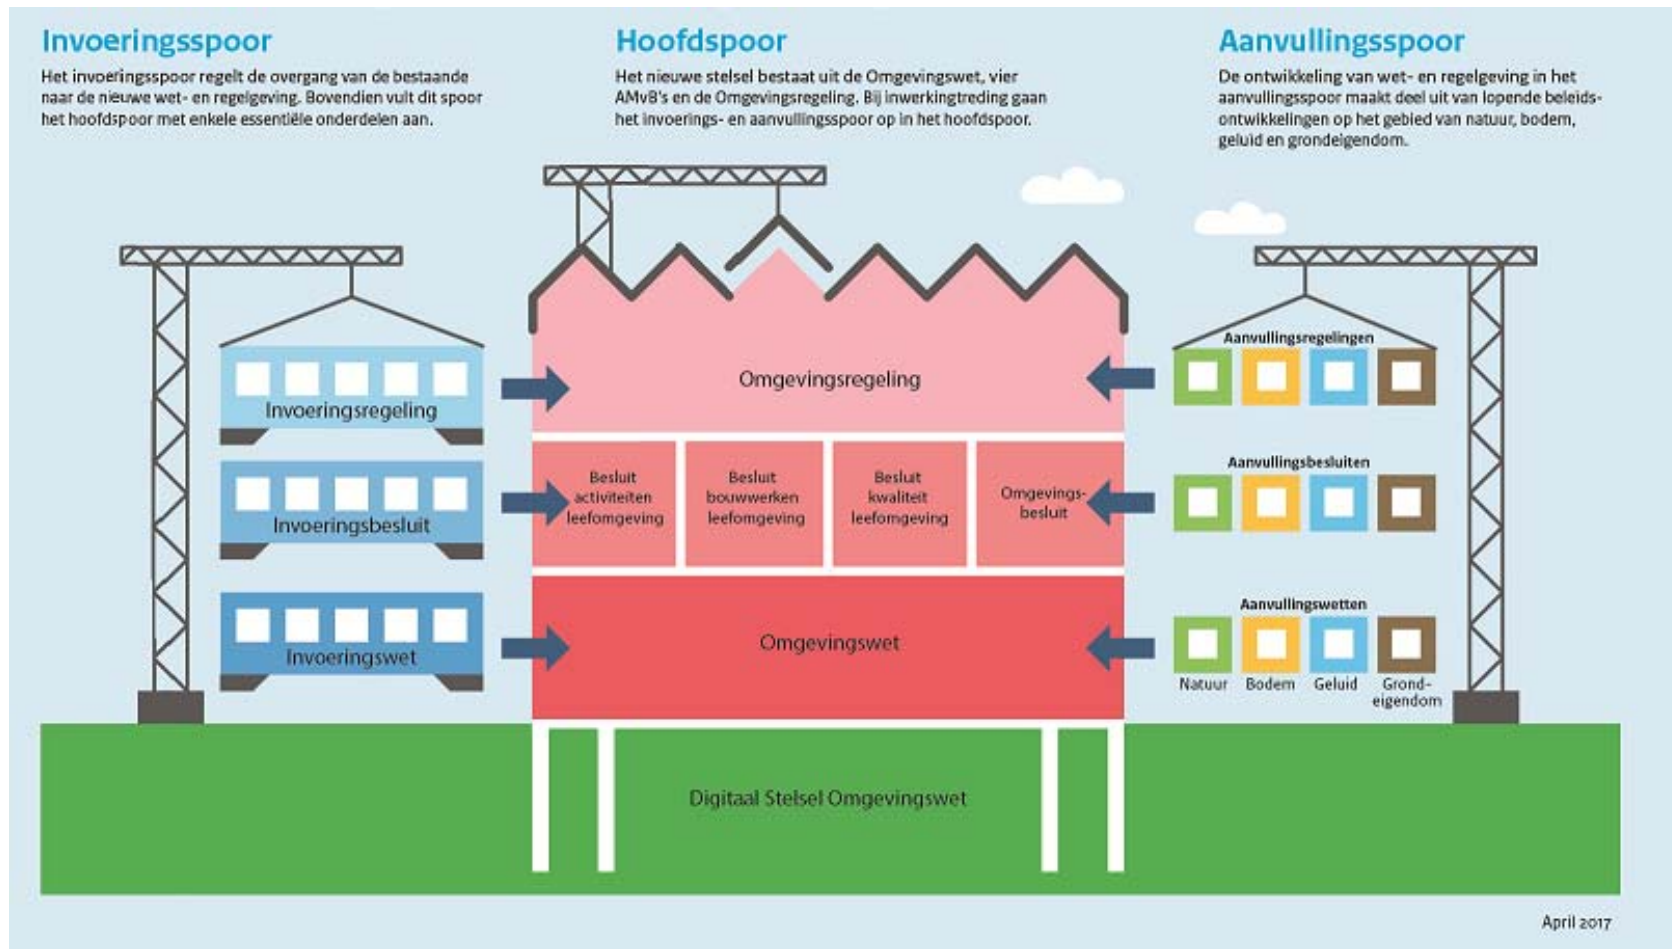 Invoeringsspoor
Het invoeringsspoor regelt de overgang van de bestaande
naar de nieuwe wet- en regelgeving. Bovendien vult dit spoor
het hoofdspoor met enkele essentiële onderdelen aan.
Hoofdspoor
Het nieuwe stelsel bestaat uit de Omgevingswet, vier
AMvB's en de Omgevingsregeling. Bij inwerkingtreding gaan
het invoerings- en aanvullingsspoor op in het hoofdspoor.
Aanvullingsspoor
De ontwikkeling van wet- en regelgeving in het
aanvullingsspoor maakt deel uit van lopende beleids-
ontwikkelingen op het gebied van natuur, bodem,
geluid en grondeigendom.
Invoeringsregeling
Invoeringsbesluit
Invoeringswet
Omgevingsregeling
Besluit
activiteiten
leefomgeving
Besluit
bouwwerken
leefomgeving
Besluit
kwaliteit
leefomgeving
Omgevings-
besluit
Omgevingswet
Digitaal Stelsel Omgevingswet
Aanvullingsregelingen
Aanvullingsbesluiten
Aanvullingswetten
Natuur
Bodem
Geluid
Grond-
eigendom
April 2017